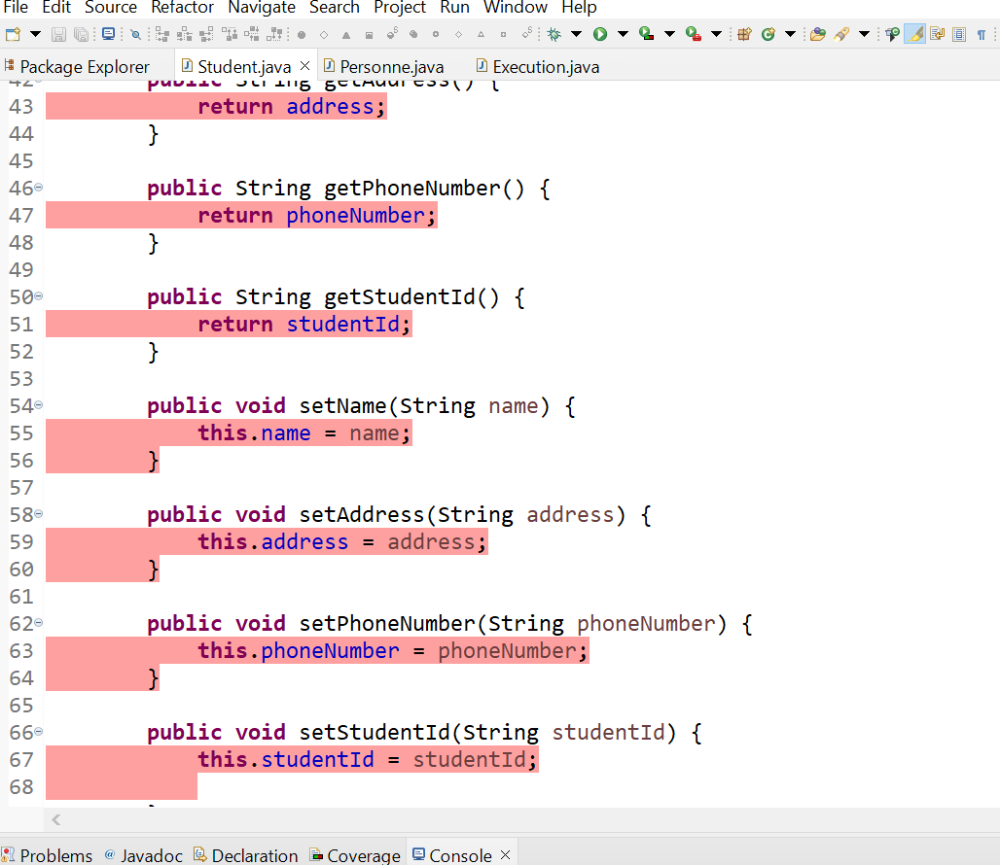 File Edit Source Refactor Navigate Search Project Run Window Help
Package Explorer Student.java Personne.java Execution.java
42 public String getAddress() {
43 return address;
44 }
45
46 public String getPhoneNumber() {
47 return phoneNumber;
48 }
49
50 public String getStudentId() {
51 return studentId;
52 }
53
54 public void setName(String name) {
55 this.name = name;
56 }
57
58 public void setAddress(String address) {
59 this.address = address;
60 }
61
62 public void setPhoneNumber(String phoneNumber) {
63 this.phoneNumber = phoneNumber;
64 }
65
66 public void setStudentId(String studentId) {
67 this.studentId = studentId;
68
Problems @ Javadoc Declaration Coverage Console